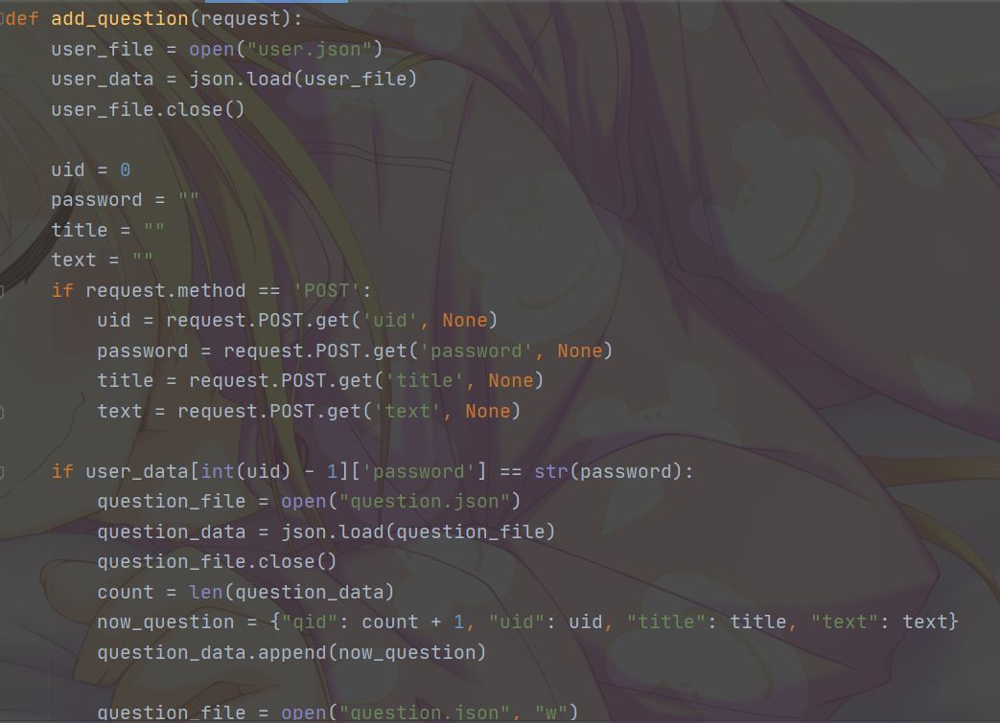 def add_question(request):
    user_file = open("user.json")
    user_data = json.load(user_file)
    user_file.close()

    uid = 0
    password = ""
    title = ""
    text = ""
    if request.method == 'POST':
        uid = request.POST.get('uid', None)
        password = request.POST.get('password', None)
        title = request.POST.get('title', None)
        text = request.POST.get('text', None)

    if user_data[int(uid) - 1]['password'] == str(password):
        question_file = open("question.json")
        question_data = json.load(question_file)
        question_file.close()
        count = len(question_data)
        now_question = {"qid": count + 1, "uid": uid, "title": title, "text": text}
        question_data.append(now_question)

        question_file = open("question.json", "w")